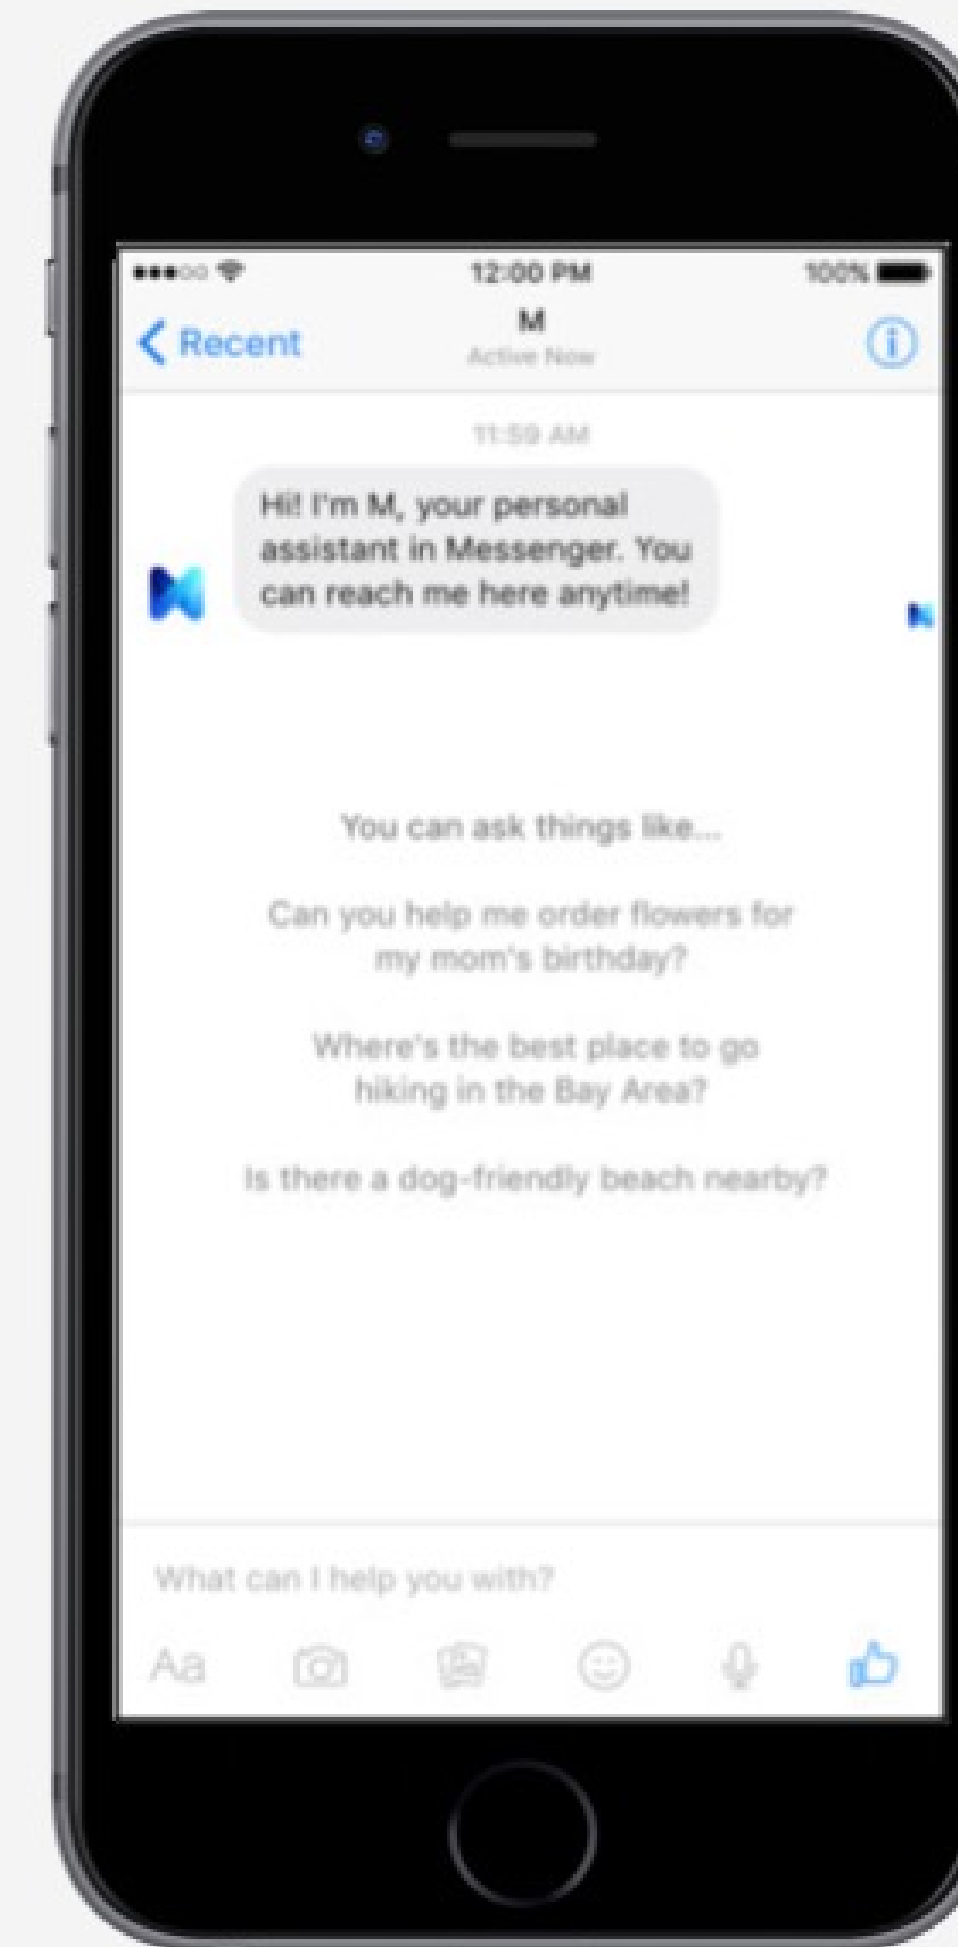 12:00 PM
100%
Recent
M
Active Now
11:59 AM
Hi! I'm M, your personal
assistant in Messenger. You
can reach me here anytime!
You can ask things like...
Can you help me order flowers for
my mom's birthday?
Where's the best place to go
hiking in the Bay Area?
Is there a dog-friendly beach nearby?
What can I help you with?
Aa